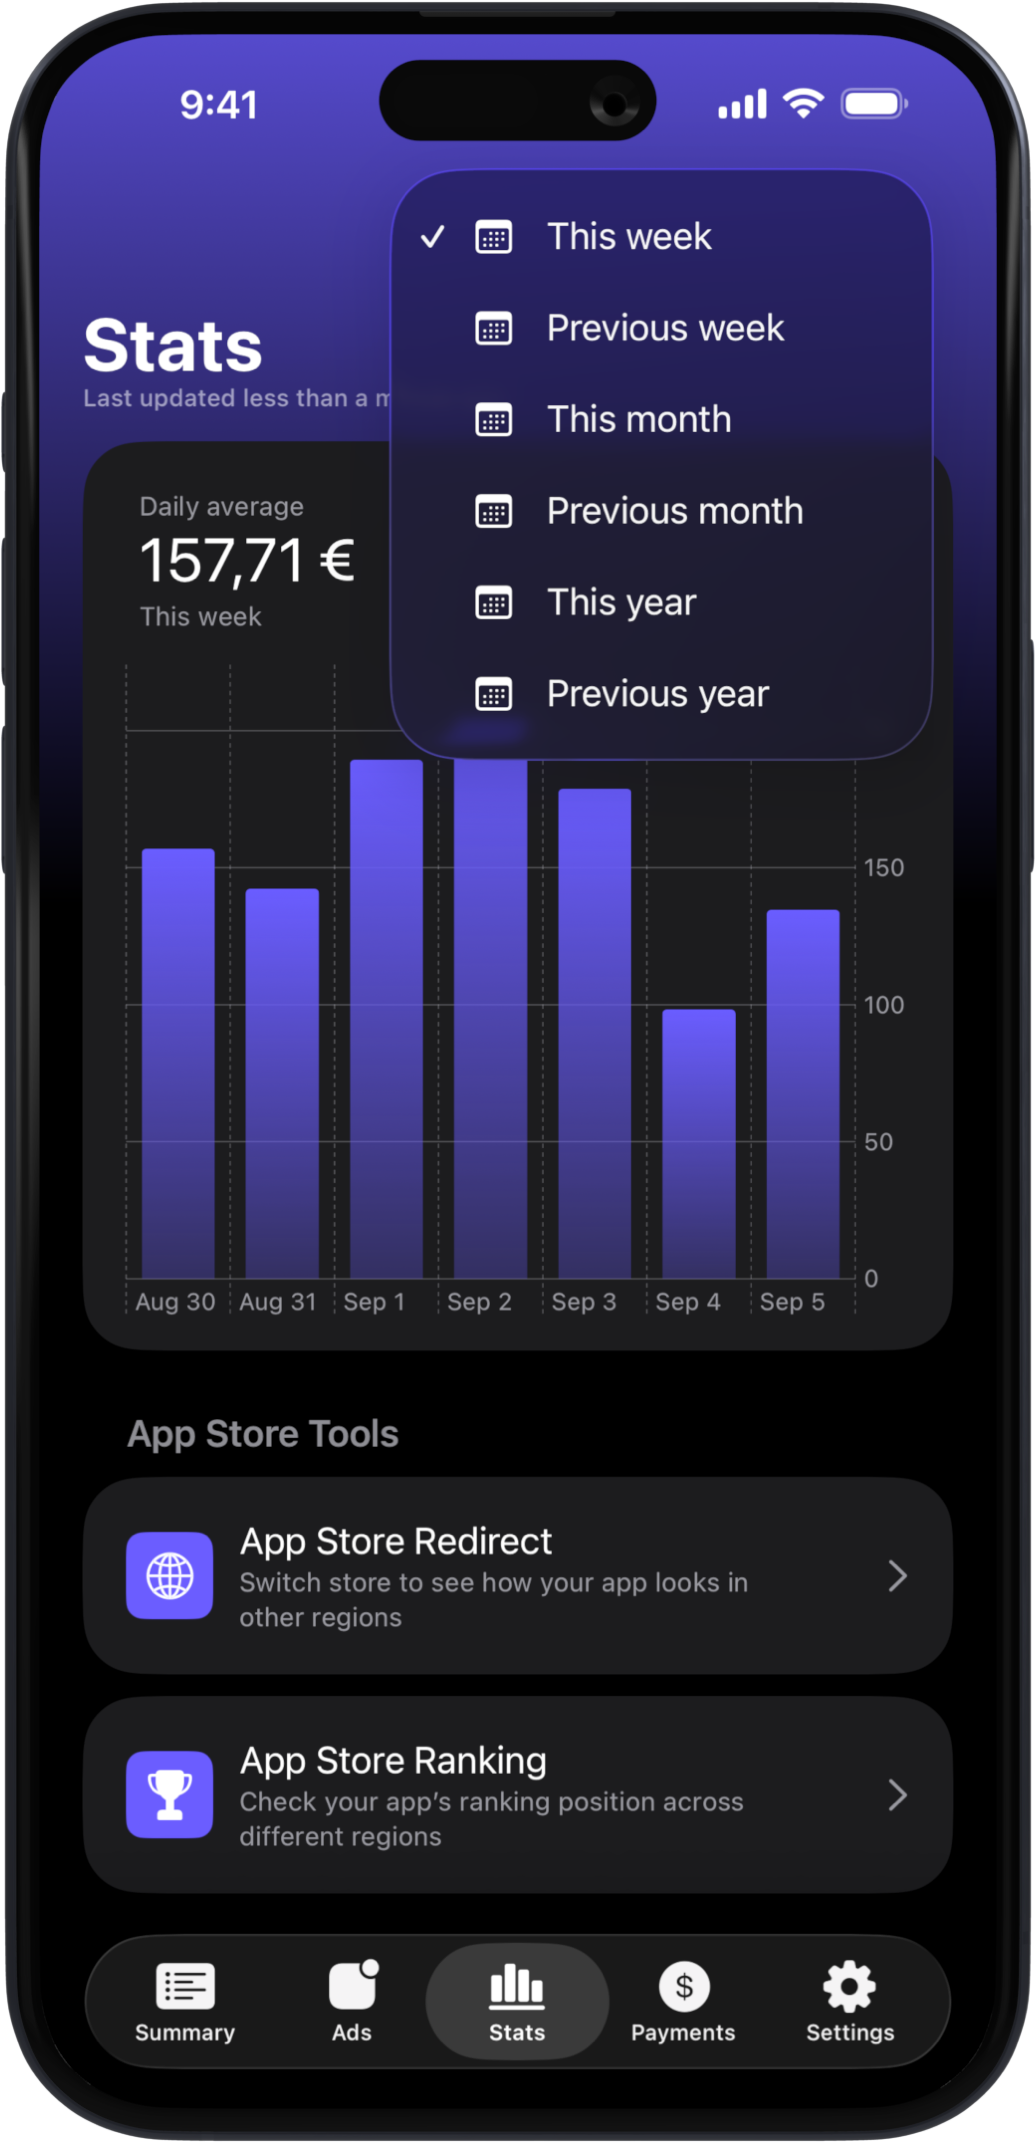 9:41
This week
Previous week
This month
Previous month
This year
Previous year
Stats
Last updated less than a
Daily average
157,71 €
This week
150
100
50
0
Aug 30
Aug 31
Sep 1
Sep 2
Sep 3
Sep 4
Sep 5
App Store Tools
App Store Redirect
Switch store to see how your app looks in
other regions
App Store Ranking
Check your app's ranking position across
different regions
Summary
Ads
Stats
Payments
Settings